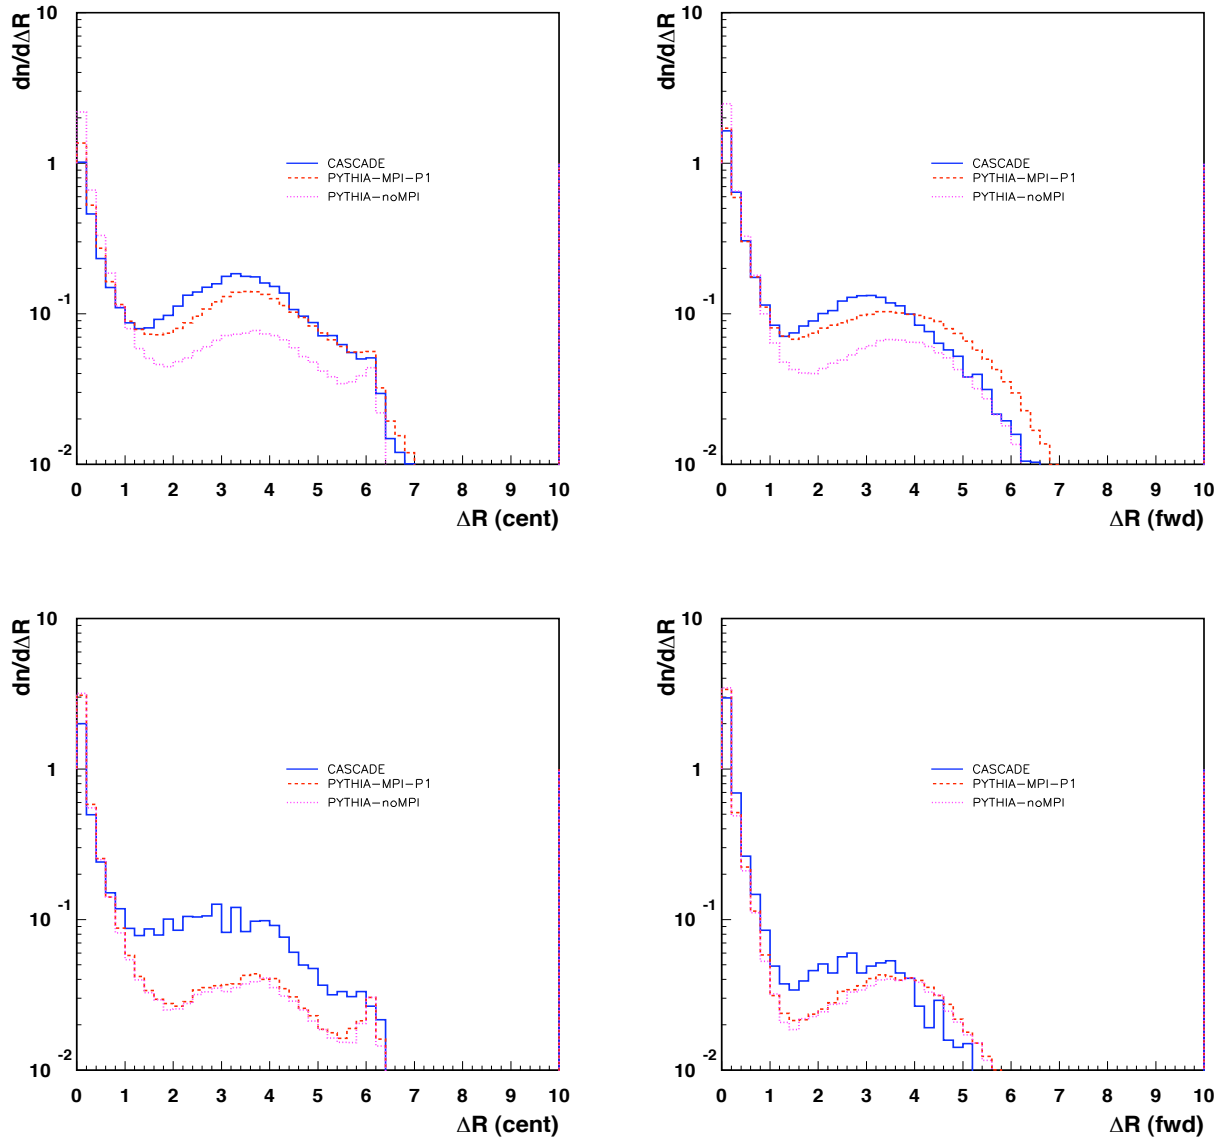 dn/dΔR
10
1
10 -1
10 -2
CASCADE
PYTHIA-MPI-P1
PYTHIA-noMPI
0 1 2 3 4 5 6 7 8 9 10
ΔR (cent)
dn/dΔR
10
1
10 -1
10 -2
CASCADE
PYTHIA-MPI-P1
PYTHIA-noMPI
0 1 2 3 4 5 6 7 8 9 10
ΔR (fwd)
dn/dΔR
10
1
10 -1
10 -2
CASCADE
PYTHIA-MPI-P1
PYTHIA-noMPI
0 1 2 3 4 5 6 7 8 9 10
ΔR (cent)
dn/dΔR
10
1
10 -1
10 -2
CASCADE
PYTHIA-MPI-P1
PYTHIA-noMPI
0 1 2 3 4 5 6 7 8 9 10
ΔR (fwd)